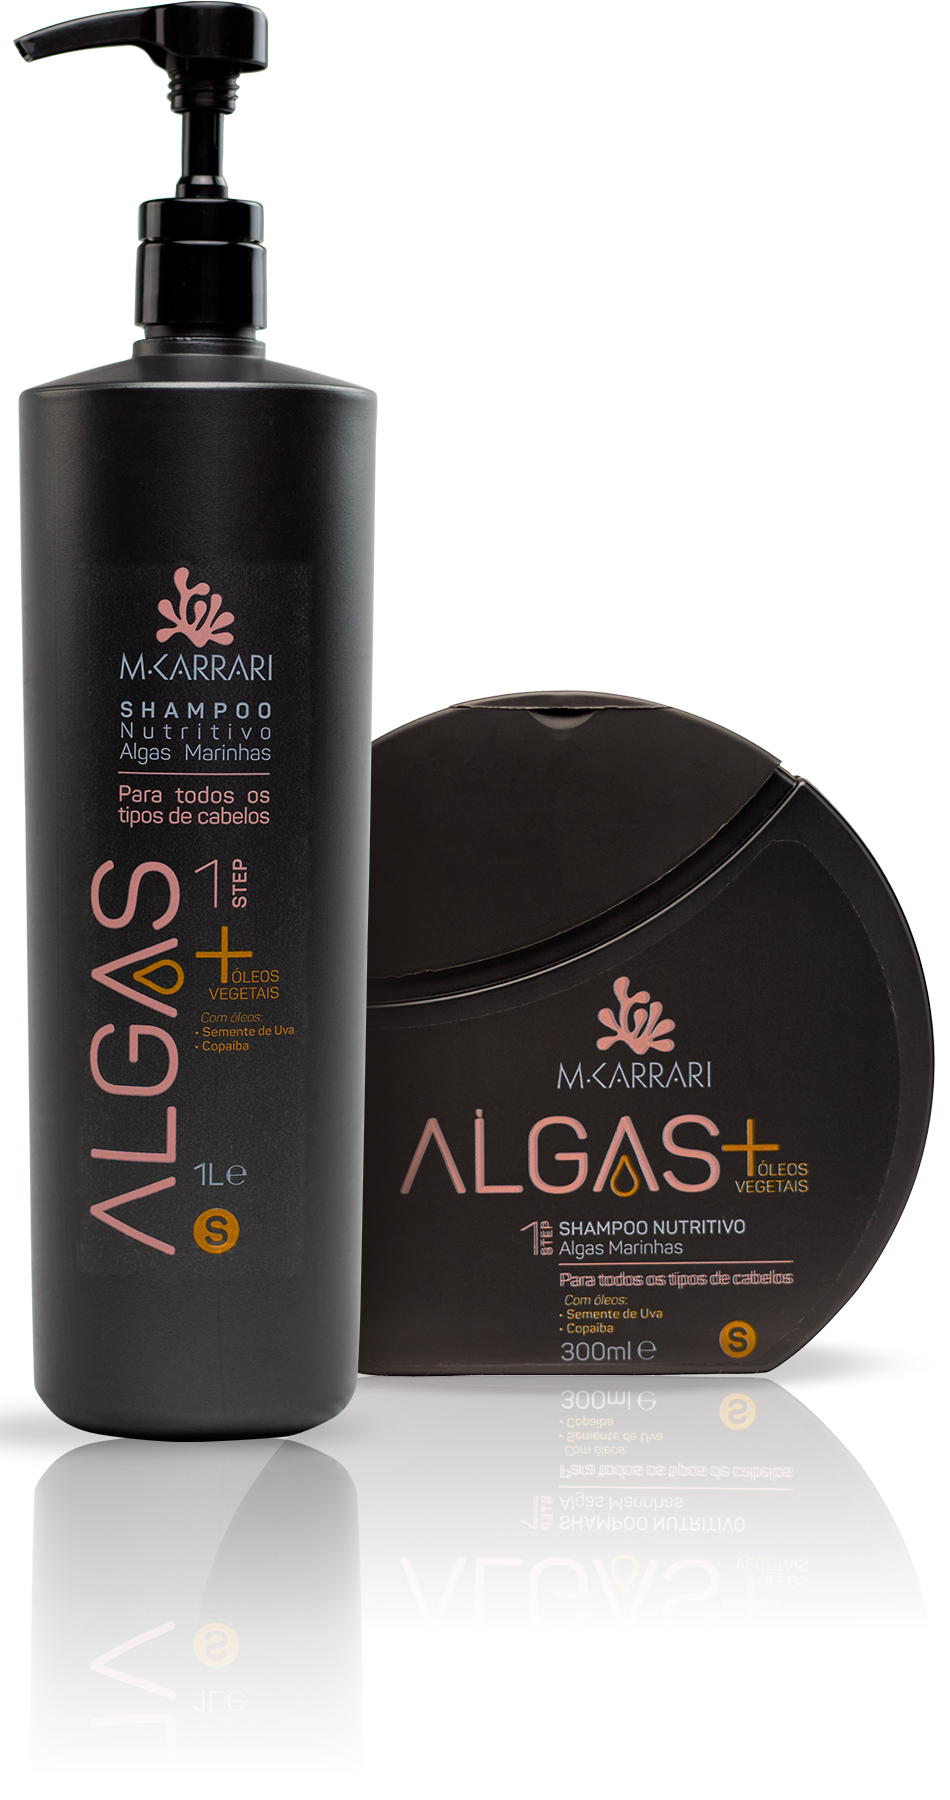 M·CARRARI
SHAMPOO
Nutritivo
Algas Marinhas
Para todos os
tipos de cabelos
ALGAS
1 STEP
+
ÓLEOS
VEGETAIS
Com óleos:
• Semente de Uva
• Copaíba
1L e
S
M·CARRARI
ALGAS+
ÓLEOS
VEGETAIS
1 STEP
SHAMPOO NUTRITIVO
Algas Marinhas
Para todos os tipos de cabelos
Com óleos:
• Semente de Uva
• Copaíba
300ml e
S